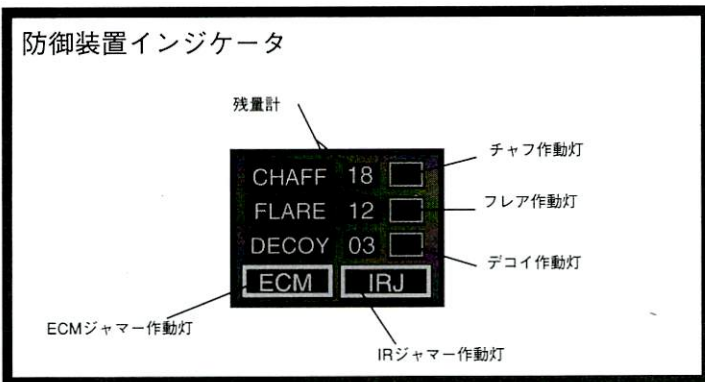 防御装置インジケータ
残量計
チャフ作動灯
CHAFF 18
フレア作動灯
FLARE 12
DECOY 03
デコイ作動灯
ECM IRJ
ECMジャマー作動灯
IRジャマー作動灯